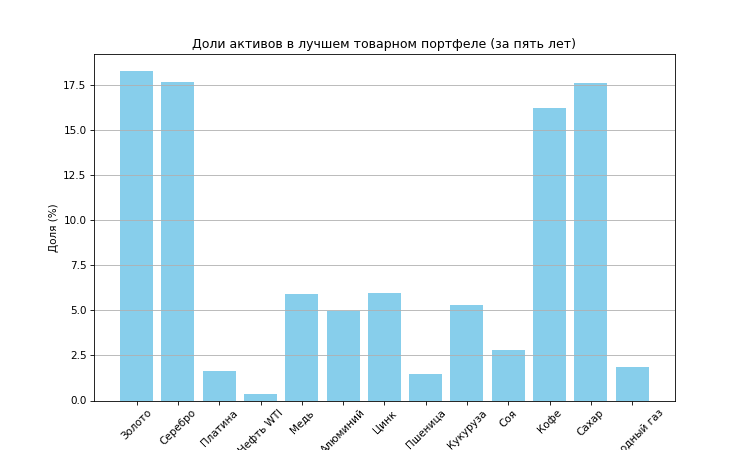 Доли активов в лучшем товарном портфеле (за пять лет)
Доля (%)
17.5
15.0
12.5
10.0
7.5
5.0
2.5
0.0
Золото
Серебро
Платина
Нефть WTI
Медь
Алюминий
Цинк
Пшеница
Кукуруза
Соя
Кофе
Сахар
газ